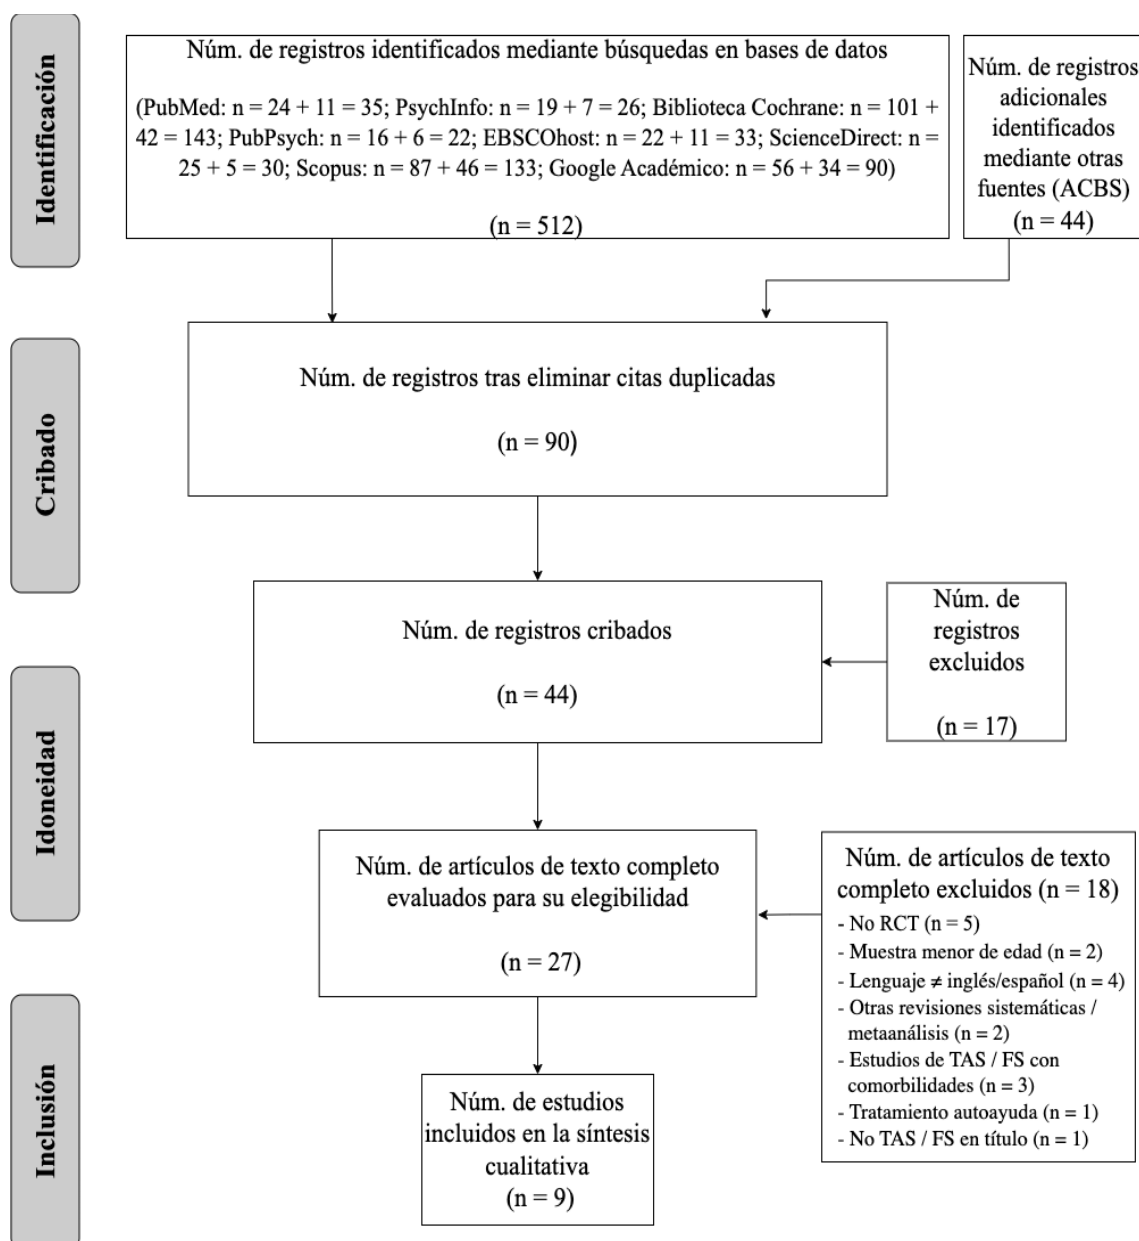 Identificación
Núm. de registros identificados mediante búsquedas en bases de datos
(PubMed: n = 24 + 11 = 35; PsychInfo: n = 19 + 7 = 26; Biblioteca Cochrane: n = 101 +
42 = 143; PubPsych: n = 16 + 6 = 22; EBSCOhost: n = 22 + 11 = 33; ScienceDirect: n =
25 + 5 = 30; Scopus: n = 87 + 46 = 133; Google Académico: n = 56 + 34 = 90)
(n = 512)
Núm. de registros
adicionales
identificados
mediante otras
fuentes (ACBS)
(n = 44)
Cribado
Núm. de registros tras eliminar citas duplicadas
(n = 90)
Núm. de registros cribados
(n = 44)
Núm. de
registros
excluidos
(n = 17)
Idoneidad
Núm. de artículos de texto completo
evaluados para su elegibilidad
(n = 27)
Núm. de artículos de texto
completo excluidos (n = 18)
- No RCT (n = 5)
- Muestra menor de edad (n = 2)
- Lenguaje ≠ inglés/español (n = 4)
- Otras revisiones sistemáticas /
metaanálisis (n = 2)
- Estudios de TAS / FS con
comorbilidades (n = 3)
- Tratamiento autoayuda (n = 1)
- No TAS / FS en título (n = 1)
Inclusión
Núm. de estudios
incluidos en la síntesis
cualitativa
(n = 9)